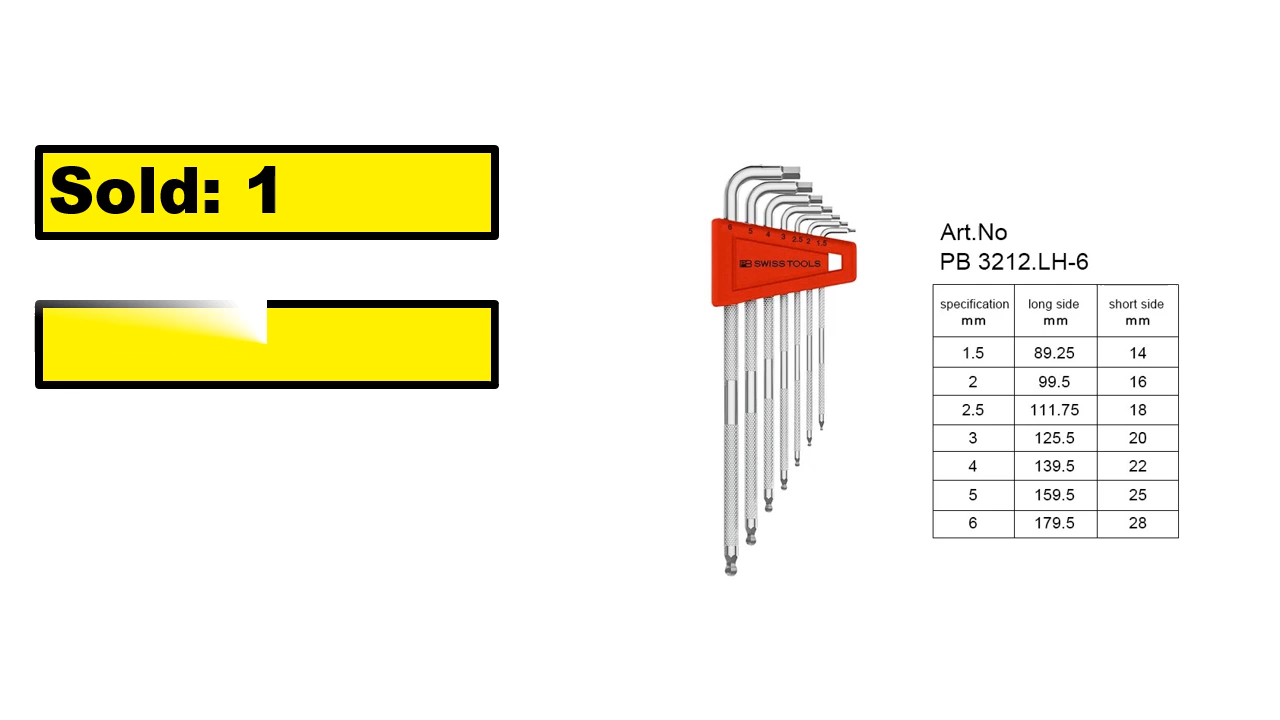 Sold: 1
6 5 4 3 2.5 2 1.5
PB SWISS TOOLS
Art.No
PB 3212.LH-6
specification mm long side mm short side mm
1.5 89.25 14
2 99.5 16
2.5 111.75 18
3 125.5 20
4 139.5 22
5 159.5 25
6 179.5 28